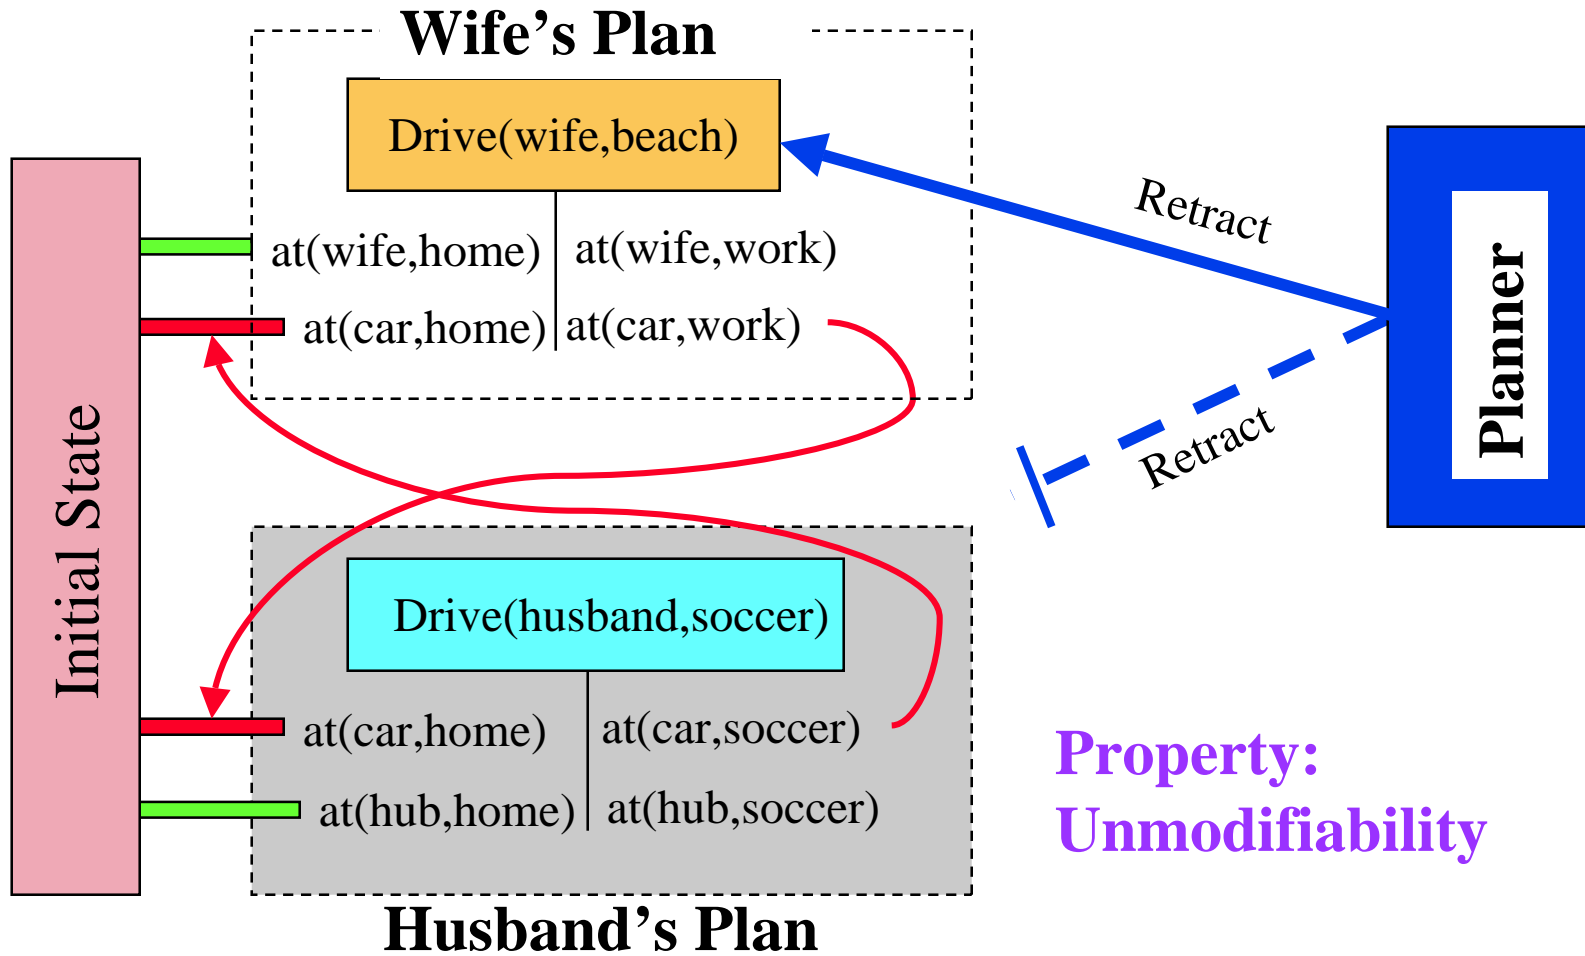 Wife's Plan
Drive(wife,beach)
at(wife,home)
at(wife,work)
at(car,home)
at(car,work)
Retract
Retract
Planner
Initial State
Drive(husband,soccer)
at(car,home)
at(car,soccer)
at(hub,home)
at(hub,soccer)
Husband's Plan
Property:
Unmodifiability